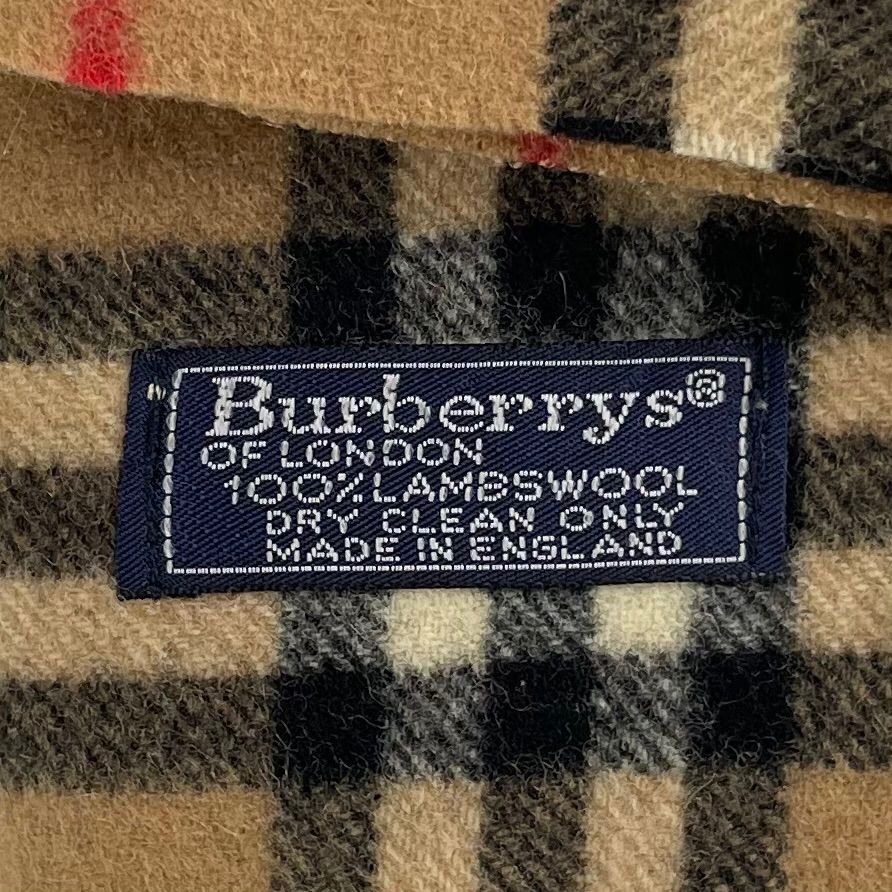 Burberrys®
OF LONDON
100% LAMBSWOOL
DRY CLEAN ONLY
MADE IN ENGLAND